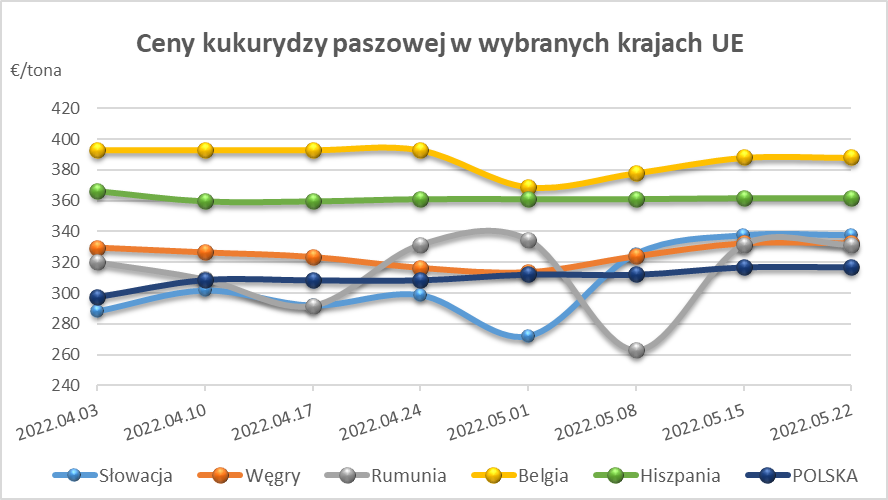 Ceny kukurydzy paszowej w wybranych krajach UE
€/tona
420
400
380
360
340
320
300
280
260
240
2022.04.03 2022.04.10 2022.04.17 2022.04.24 2022.05.01 2022.05.08 2022.05.15 2022.05.22
Słowacja Węgry Rumunia Belgia Hiszpania POLSKA